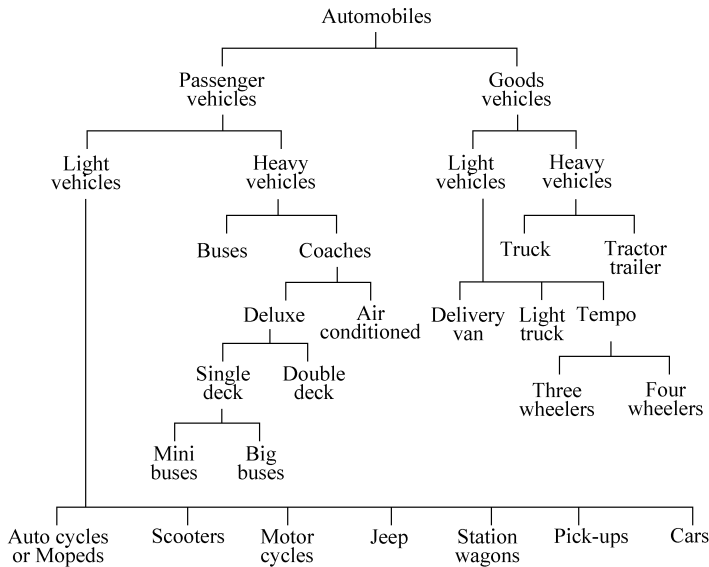 Automobiles
Passenger
vehicles
Goods
vehicles
Light
vehicles
Heavy
vehicles
Light
vehicles
Heavy
vehicles
Buses
Coaches
Truck
Tractor
trailer
Deluxe
Air
conditioned
Delivery
van
Light
truck
Tempo
Single
deck
Double
deck
Three
wheelers
Four
wheelers
Mini
buses
Big
buses
Auto cycles
or Mopeds
Scooters
Motor
cycles
Jeep
Station
wagons
Pick-ups
Cars